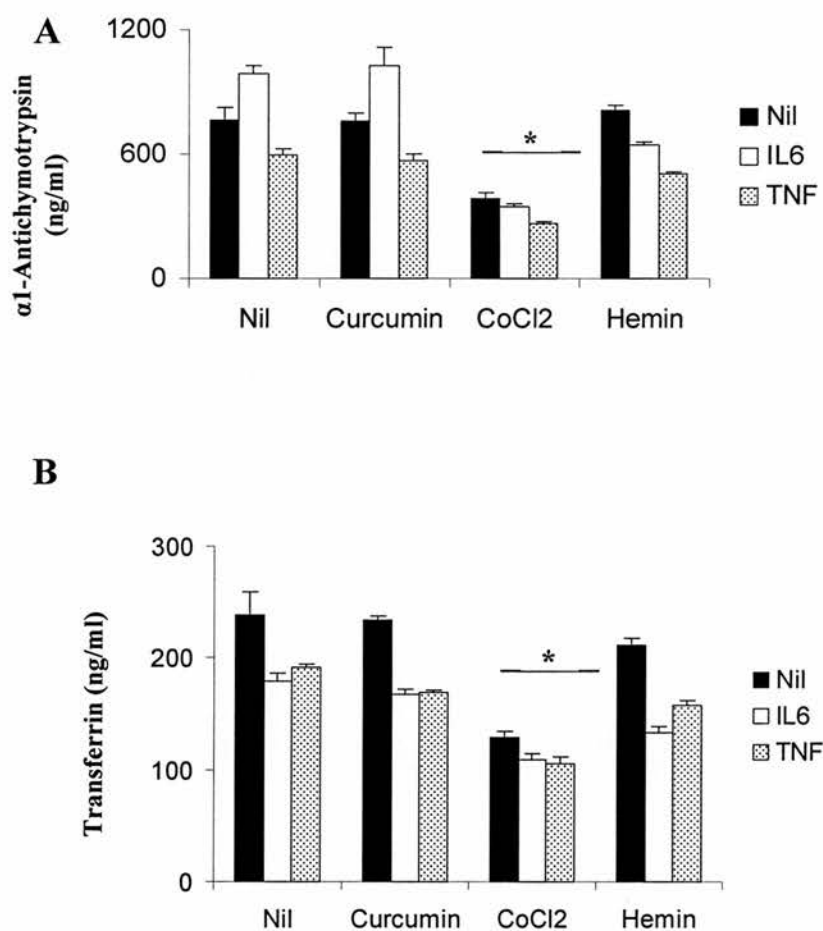 A
1200
600
0
α1-Antichymotrypsin
(ng/ml)
*
Nil
IL6
TNF
Nil Curcumin CoCl2 Hemin
B
300
200
100
0
Transferrin (ng/ml)
*
Nil
IL6
TNF
Nil Curcumin CoCl2 Hemin